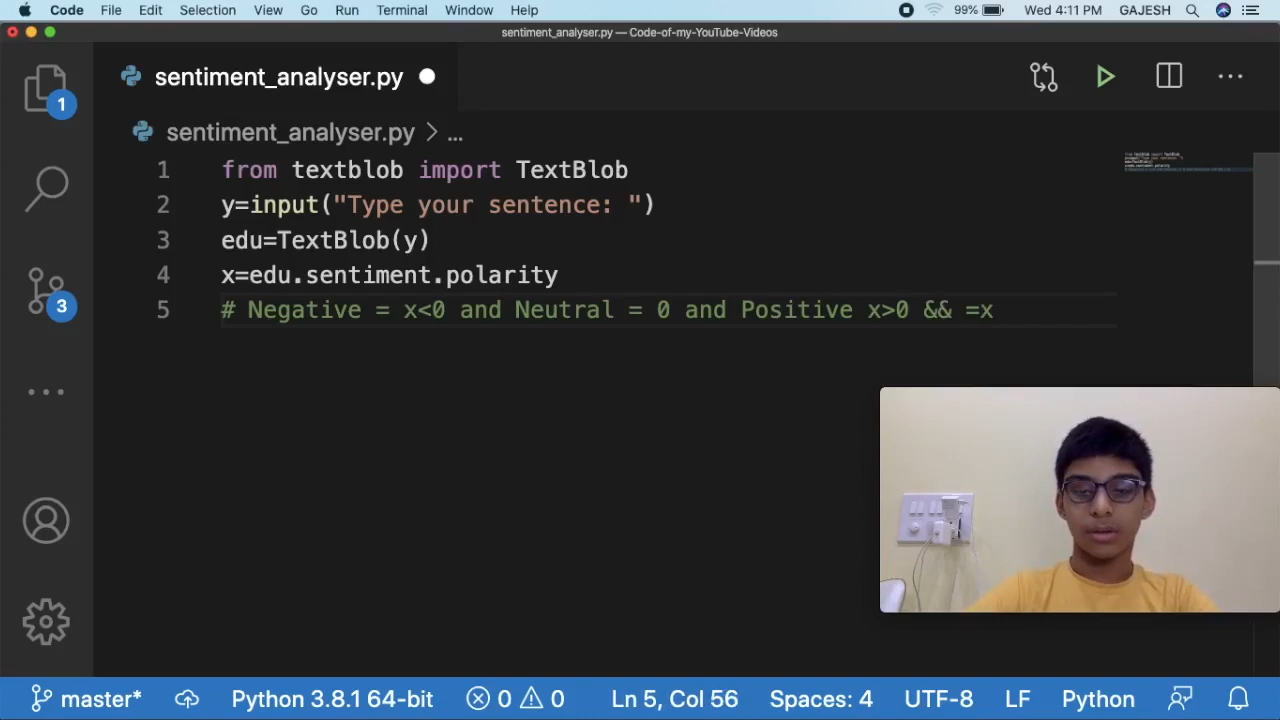 Code File Edit Selection View Go Run Terminal Window Help 99% Wed 4:11 PM GAJESH
sentiment_analyser.py — Code-of-my-YouTube-Videos
sentiment_analyser.py
sentiment_analyser.py > ...
1 from textblob import TextBlob
2 y=input("Type your sentence: ")
3 edu=TextBlob(y)
4 x=edu.sentiment.polarity
5 # Negative = x<0 and Neutral = 0 and Positive x>0 && =x
1
3
master* Python 3.8.1 64-bit 0 0 Ln 5, Col 56 Spaces: 4 UTF-8 LF Python